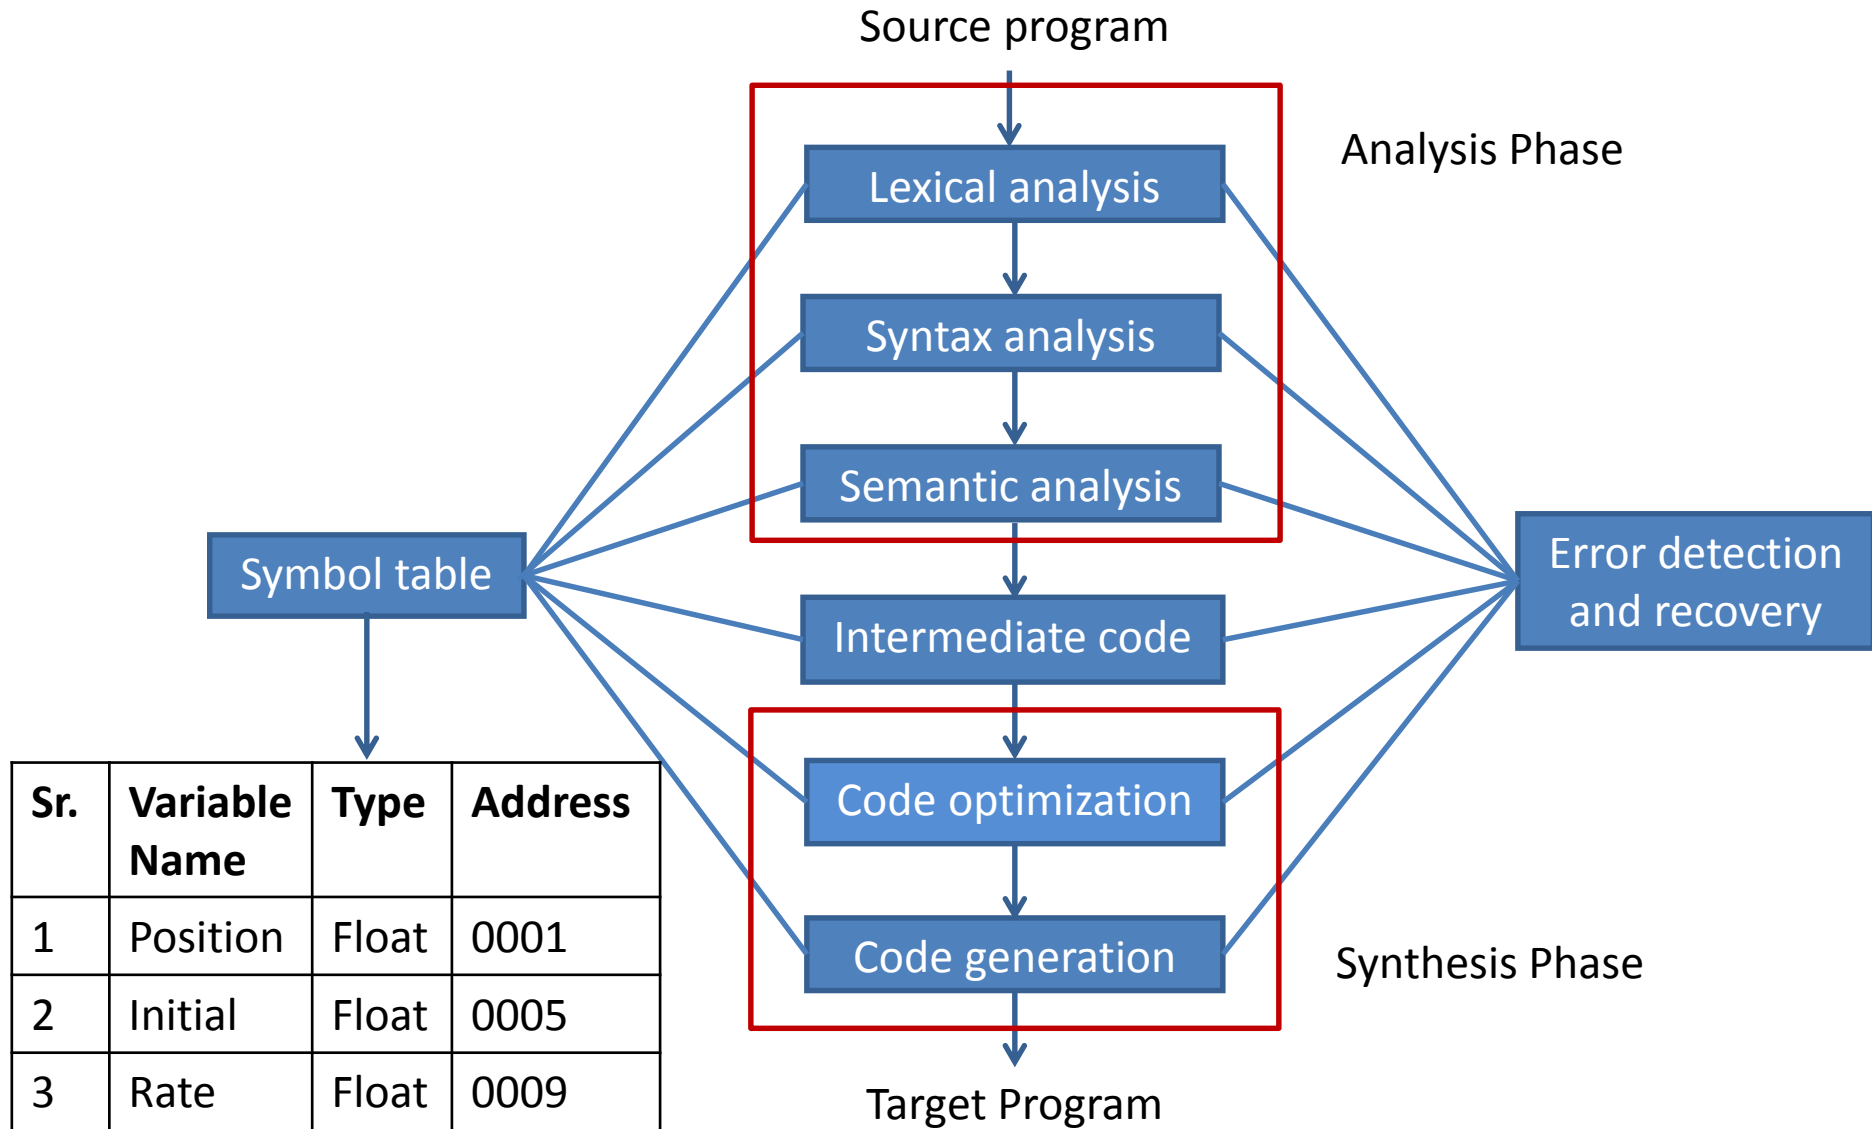 Source program
Analysis Phase
Lexical analysis
Syntax analysis
Semantic analysis
Symbol table
Error detection
and recovery
Intermediate code
Code optimization
Code generation
Synthesis Phase
Target Program
Sr. Variable Name Type Address
1 Position Float 0001
2 Initial Float 0005
3 Rate Float 0009